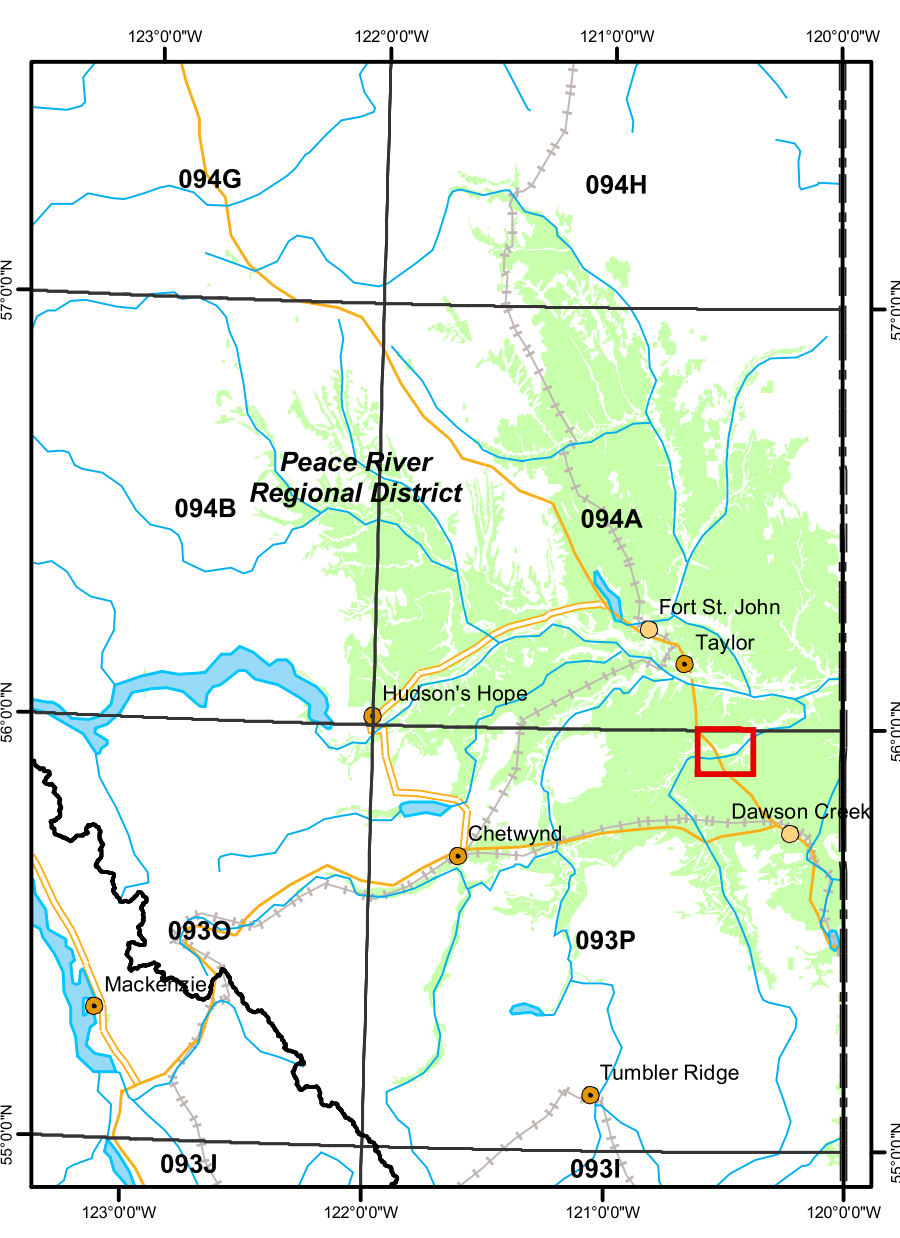 123°0'0"W 122°0'0"W 121°0'0"W 120°0'0"W
094G
094H
57°0'0"N
57°0'0"N
Peace River
Regional District
094B
094A
Fort St. John
Taylor
Hudson's Hope
56°0'0"N
56°0'0"N
Dawson Creek
Chetwynd
093O
093P
Mackenzie
Tumbler Ridge
55°0'0"N
55°0'0"N
093J
093I
123°0'0"W 122°0'0"W 121°0'0"W 120°0'0"W